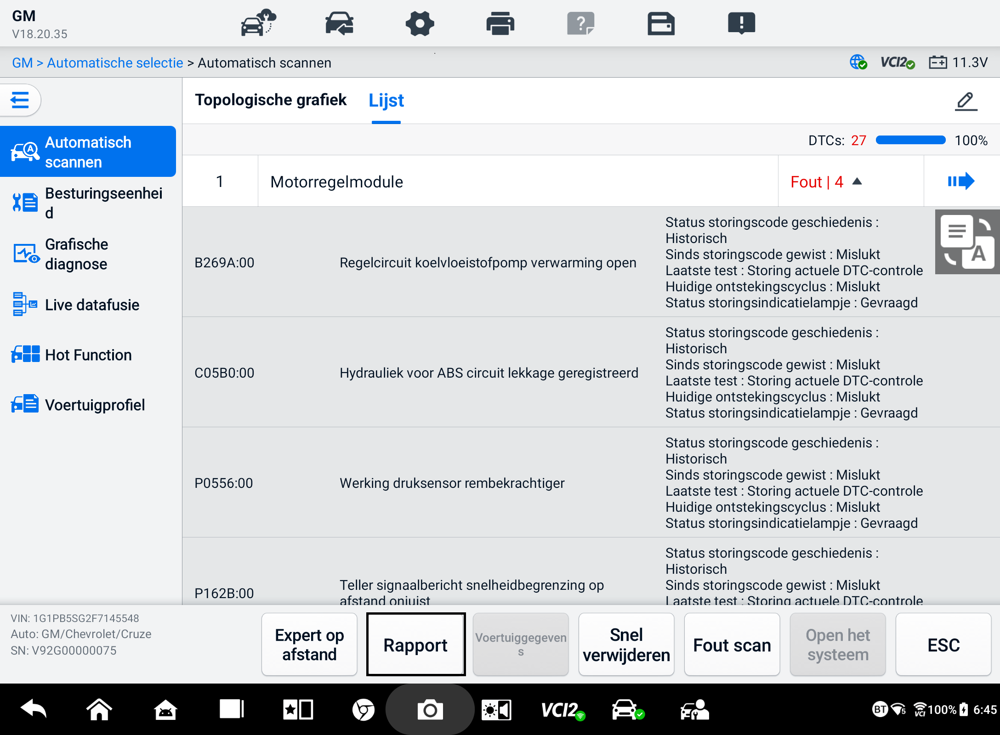 GM
V18.20.35
?
!
GM > Automatische selectie > Automatisch scannen
VCI2
11.3V
Topologische grafiek
Lijst
DTCs: 27
100%
A
Automatisch
scannen
Besturingseenhei
d
Grafische
diagnose
Live datafusie
Hot Function
Voertuigprofiel
1
Motorregelmodule
Fout | 4
A
B269A:00
Regelcircuit koelvloeistofpomp verwarming open
Status storingscode geschiedenis :
Historisch
Sinds storingscode gewist : Mislukt
Laatste test : Storing actuele DTC-controle
Huidige ontstekingscyclus : Mislukt
Status storingsindicatielampje : Gevraagd
C05B0:00
Hydrauliek voor ABS circuit lekkage geregistreerd
Status storingscode geschiedenis :
Historisch
Sinds storingscode gewist : Mislukt
Laatste test : Storing actuele DTC-controle
Huidige ontstekingscyclus : Mislukt
Status storingsindicatielampje : Gevraagd
P0556:00
Werking druksensor rembekrachtiger
Status storingscode geschiedenis :
Historisch
Sinds storingscode gewist : Mislukt
Laatste test : Storing actuele DTC-controle
Huidige ontstekingscyclus : Mislukt
Status storingsindicatielampje : Gevraagd
P162B:00
Teller signaalbericht snelheidbegrenzing op
afstand onjuist
Status storingscode geschiedenis :
Historisch
Sinds storingscode gewist : Mislukt
Laatste test : Storing actuele DTC-controle
VIN: 1G1PB5SG2F7145548
Auto: GM/Chevrolet/Cruze
SN: V92G00000075
Expert op
afstand
Rapport
Voertuiggegeven
s
Snel
verwijderen
Fout scan
Open het
systeem
ESC
VCI2
BT
5
VCI
100%
6:45